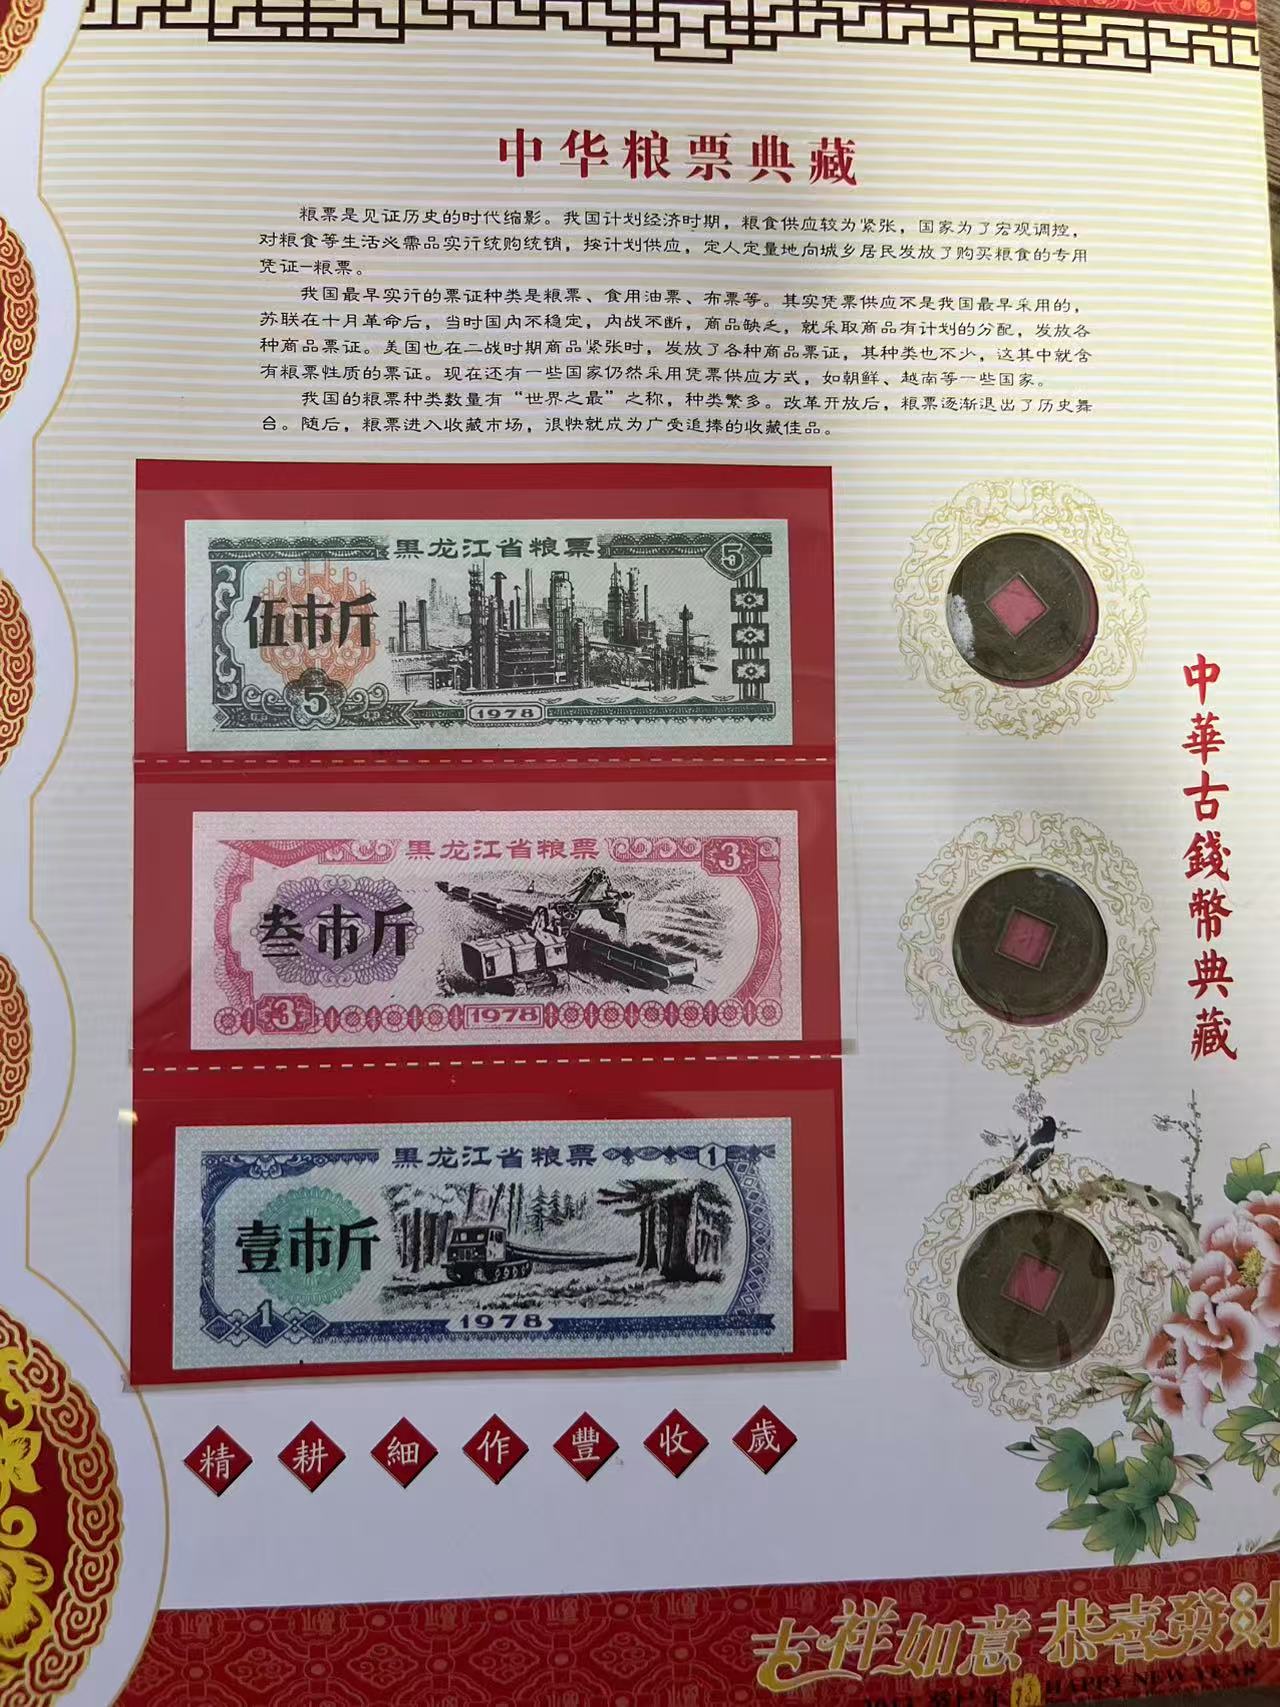 中华粮票典藏
粮票是见证历史的时代缩影。我国计划经济时期，粮食供应较为紧张，国家为了宏观调控，
对粮食等生活必需品实行统购统销，按计划供应，定人定量地向城乡居民发放了购买粮食的专用
凭证—粮票。
我国最早实行的票证种类是粮票、食用油票、布票等。其实凭票供应不是我国最早采用的，
苏联在十月革命后，当时国内不稳定，内战不断，商品缺乏，就采取商品有计划的分配，发放各
种商品票证。美国也在二战时期商品紧张时，发放了各种商品票证，其种类也不少，这其中就含
有粮票性质的票证。现在还有一些国家仍然采用凭票供应方式，如朝鲜、越南等一些国家。
我国的粮票种类数量有“世界之最”之称，种类繁多。改革开放后，粮票逐渐退出了历史舞
台。随后，粮票进入收藏市场，很快就成为广受追捧的收藏佳品。
黑龙江省粮票
5
伍市斤
5
1978
黑龙江省粮票
3
叁市斤
3
1978
黑龙江省粮票
1
壹市斤
1
1978
中華古錢幣典藏
精耕細作豐收歲
吉祥如意 恭喜發財
癸巳年 HAPPY NEW YEAR